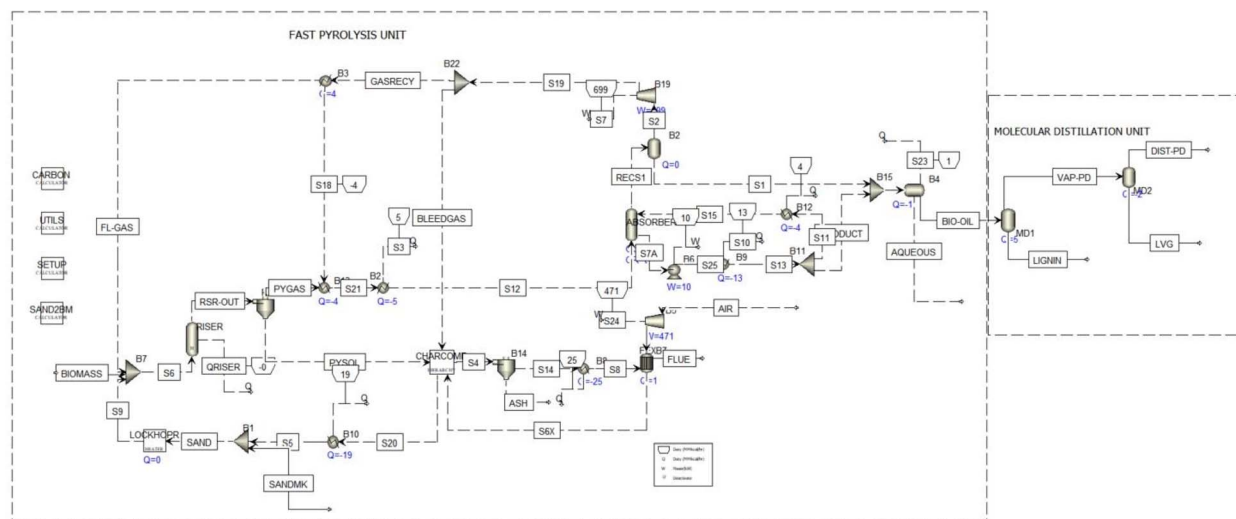 FAST PYROLYSIS UNIT
MOLECULAR DISTILLATION UNIT
B3
Q=4
GASRECY
B22
S19
699
B19
W
S7
S2
B2
Q=0
RECS1
S1
CARBON
CALCULATOR
UTILS
CALCULATOR
SETUP
CALCULATOR
SAND2BM
CALCULATOR
FL-GAS
S18
-4
BLEEDGAS
5
Q
S3
4
Q
B12
Q=-4
S15
13
10
ABSORBER
S7A
W
B6
W=10
S25
S10
Q
B9
Q=-13
S13
B11
S11
B15
Q
S23
1
B4
Q=-1
BIO-OIL
AQUEOUS
DIST-PD
VAP-PD
MD2
MD1
Q=5
LIGNIN
LVG
PYGAS
Q=-4
S21
B2
Q=-5
S12
471
W
S24
AIR
RSR-OUT
RISER
BIOMASS
B7
S6
QRISER
-0
Q
PYSOL
19
Q
S4
B14
S14
25
Q
Q=-25
S8
FLUE
ASH
S6X
S9
LOCKHOPR
HEATER
Q=0
SAND
B1
S5
B10
Q=-19
S20
SANDMK